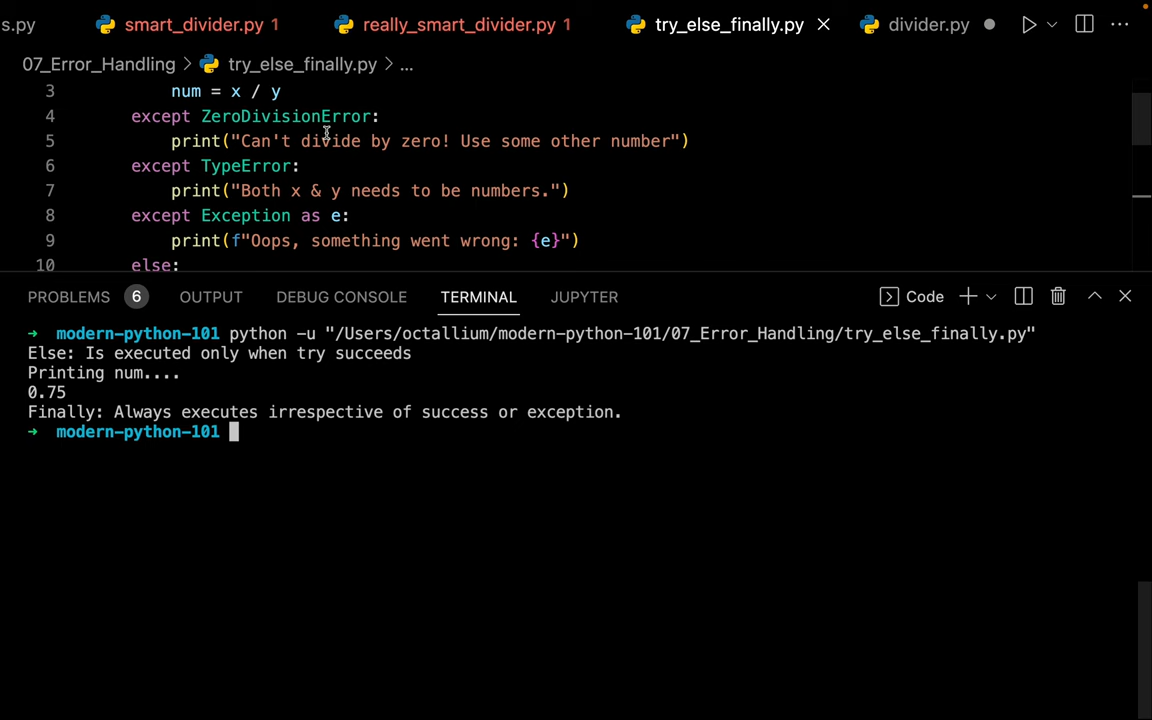 s.py smart_divider.py 1 really_smart_divider.py 1 try_else_finally.py divider.py
07_Error_Handling > try_else_finally.py > ...
3 num = x / y
4 except ZeroDivisionError:
5 print("Can't divide by zero! Use some other number")
6 except TypeError:
7 print("Both x & y needs to be numbers.")
8 except Exception as e:
9 print(f"Oops, something went wrong: {e}")
10 else:
PROBLEMS 6 OUTPUT DEBUG CONSOLE TERMINAL JUPYTER Code
→ modern-python-101 python -u "/Users/octallium/modern-python-101/07_Error_Handling/try_else_finally.py"
Else: Is executed only when try succeeds
Printing num....
0.75
Finally: Always executes irrespective of success or exception.
→ modern-python-101